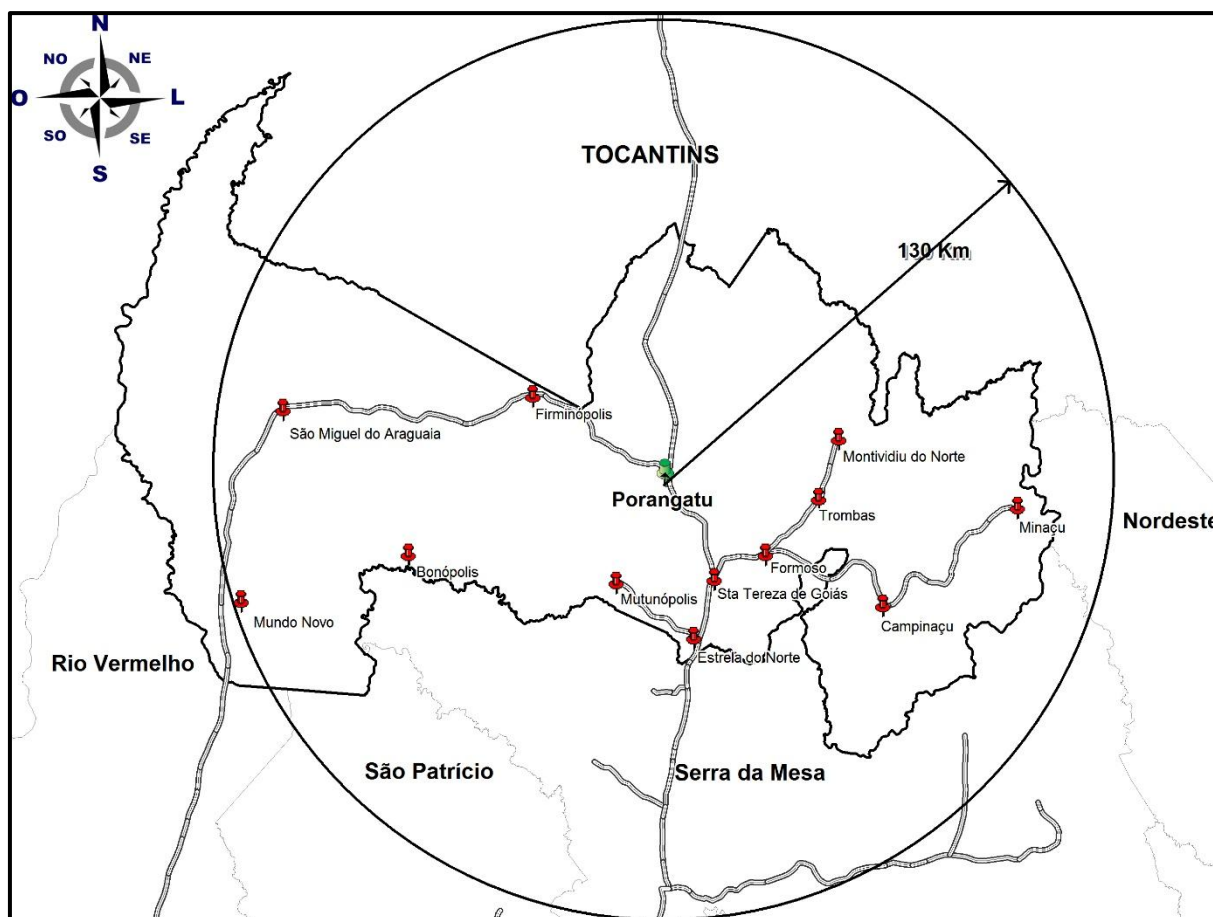 N
NO
NE
O
L
SO
SE
S
TOCANTINS
130 Km
Firminópolis
São Miguel do Araguaia
Montividiu do Norte
Porangatu
Trombas
Minaçu
Nordeste
Formoso
Bonópolis
Mutunópolis
Sta Tereza de Goiás
Mundo Novo
Campinaçu
Estrela do Norte
Rio Vermelho
São Patrício
Serra da Mesa